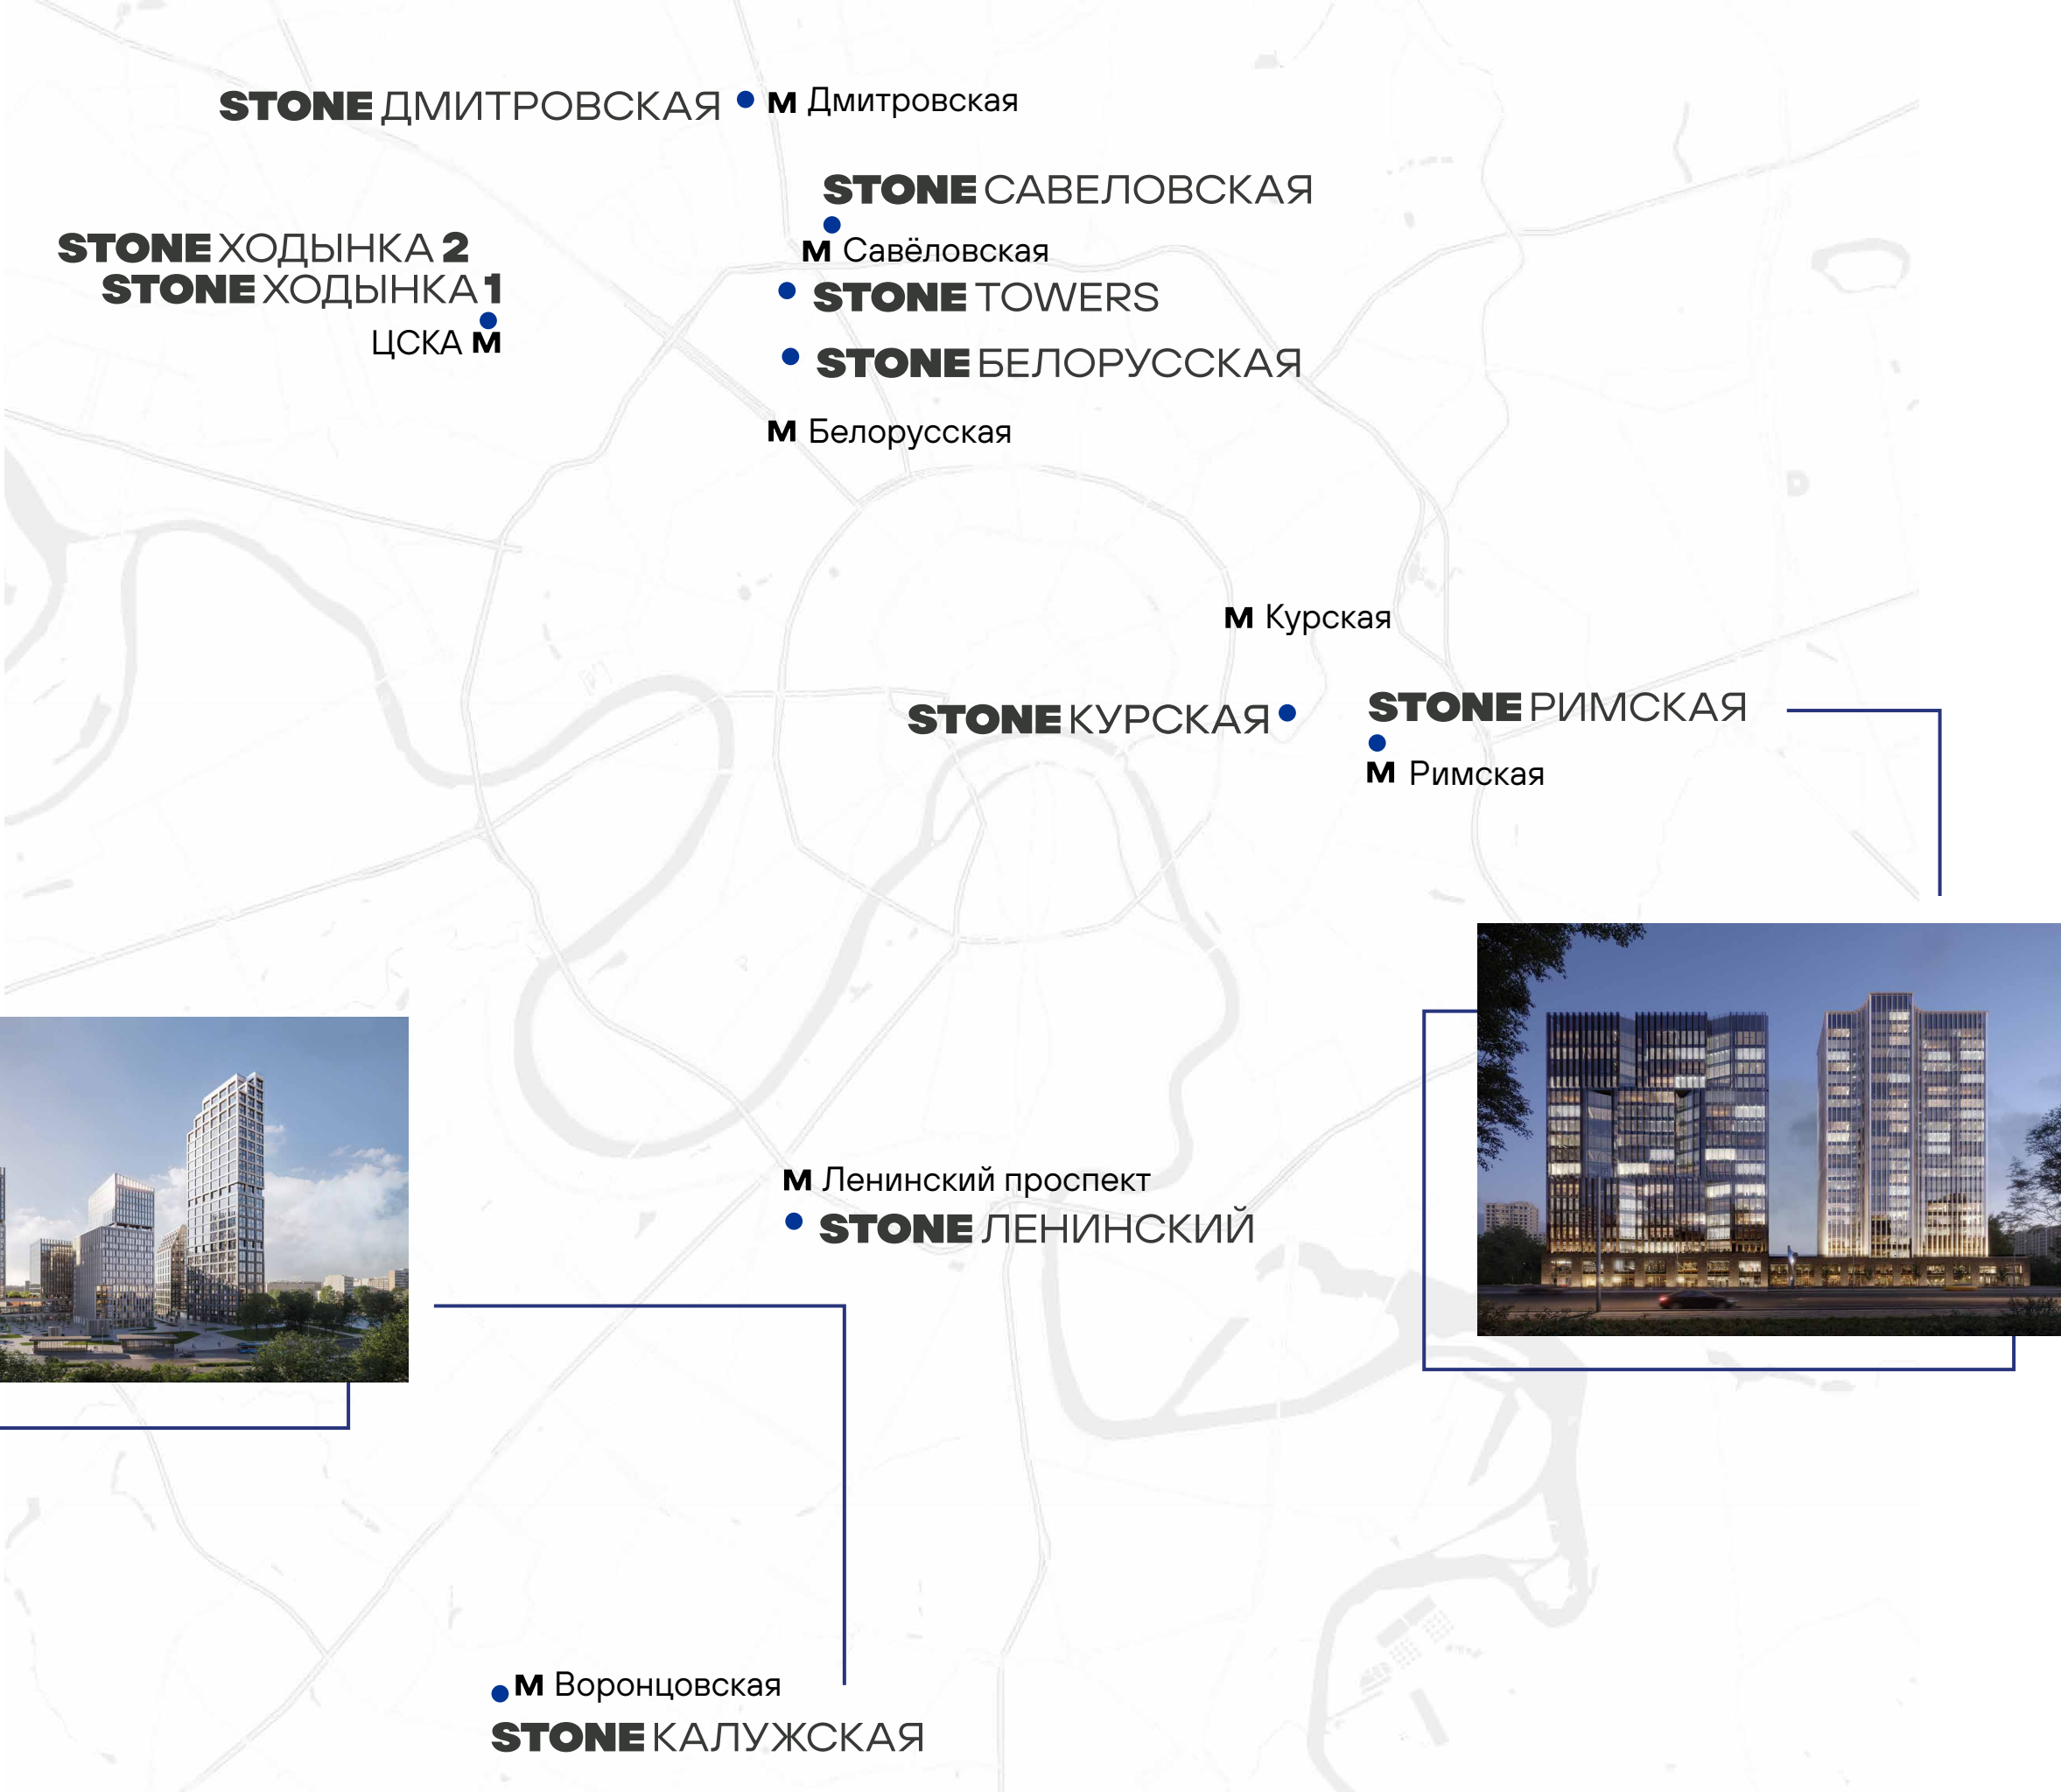 STONE ДМИТРОВСКАЯ
М Дмитровская
STONE САВЕЛОВСКАЯ
М Савёловская
STONE ХОДЫНКА 2
STONE ХОДЫНКА 1
ЦСКА М
STONE TOWERS
STONE БЕЛОРУССКАЯ
М Белорусская
М Курская
STONE КУРСКАЯ
STONE РИМСКАЯ
М Римская
М Ленинский проспект
STONE ЛЕНИНСКИЙ
М Воронцовская
STONE КАЛУЖСКАЯ